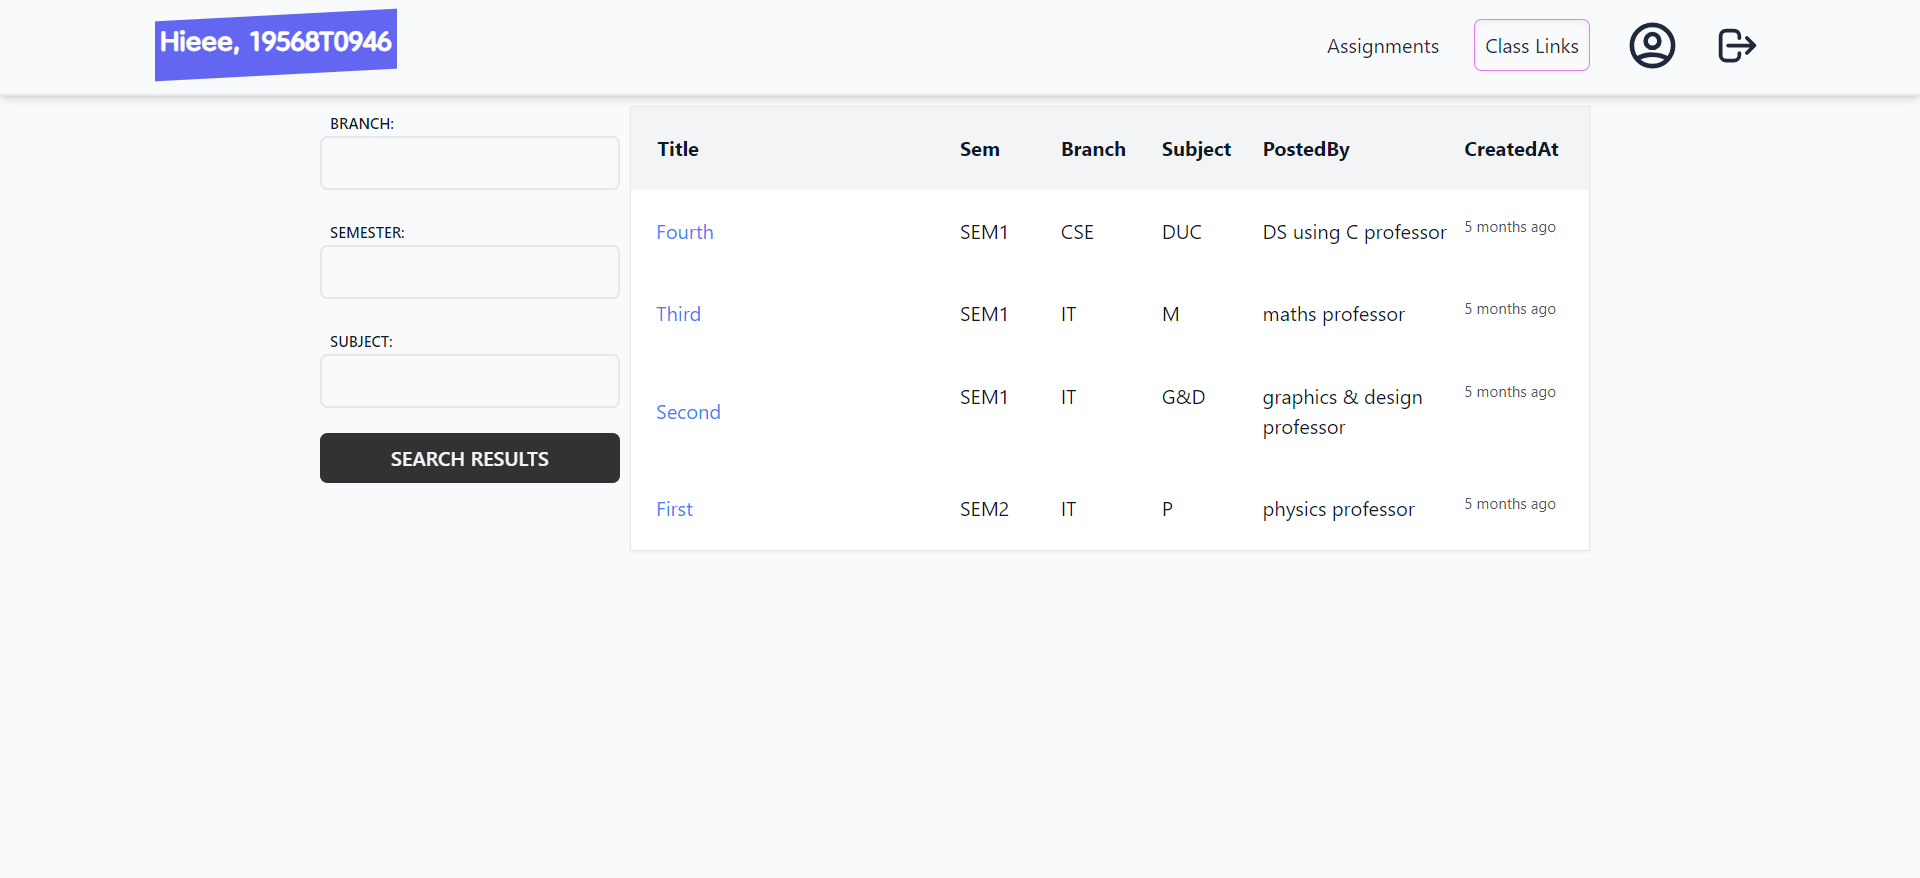 Hieee, 19568T0946
Assignments
Class Links
BRANCH:
SEMESTER:
SUBJECT:
SEARCH RESULTS
Title Sem Branch Subject PostedBy CreatedAt
Fourth SEM1 CSE DUC DS using C professor 5 months ago
Third SEM1 IT M maths professor 5 months ago
Second SEM1 IT G&D graphics & design 5 months ago
professor
First SEM2 IT P physics professor 5 months ago